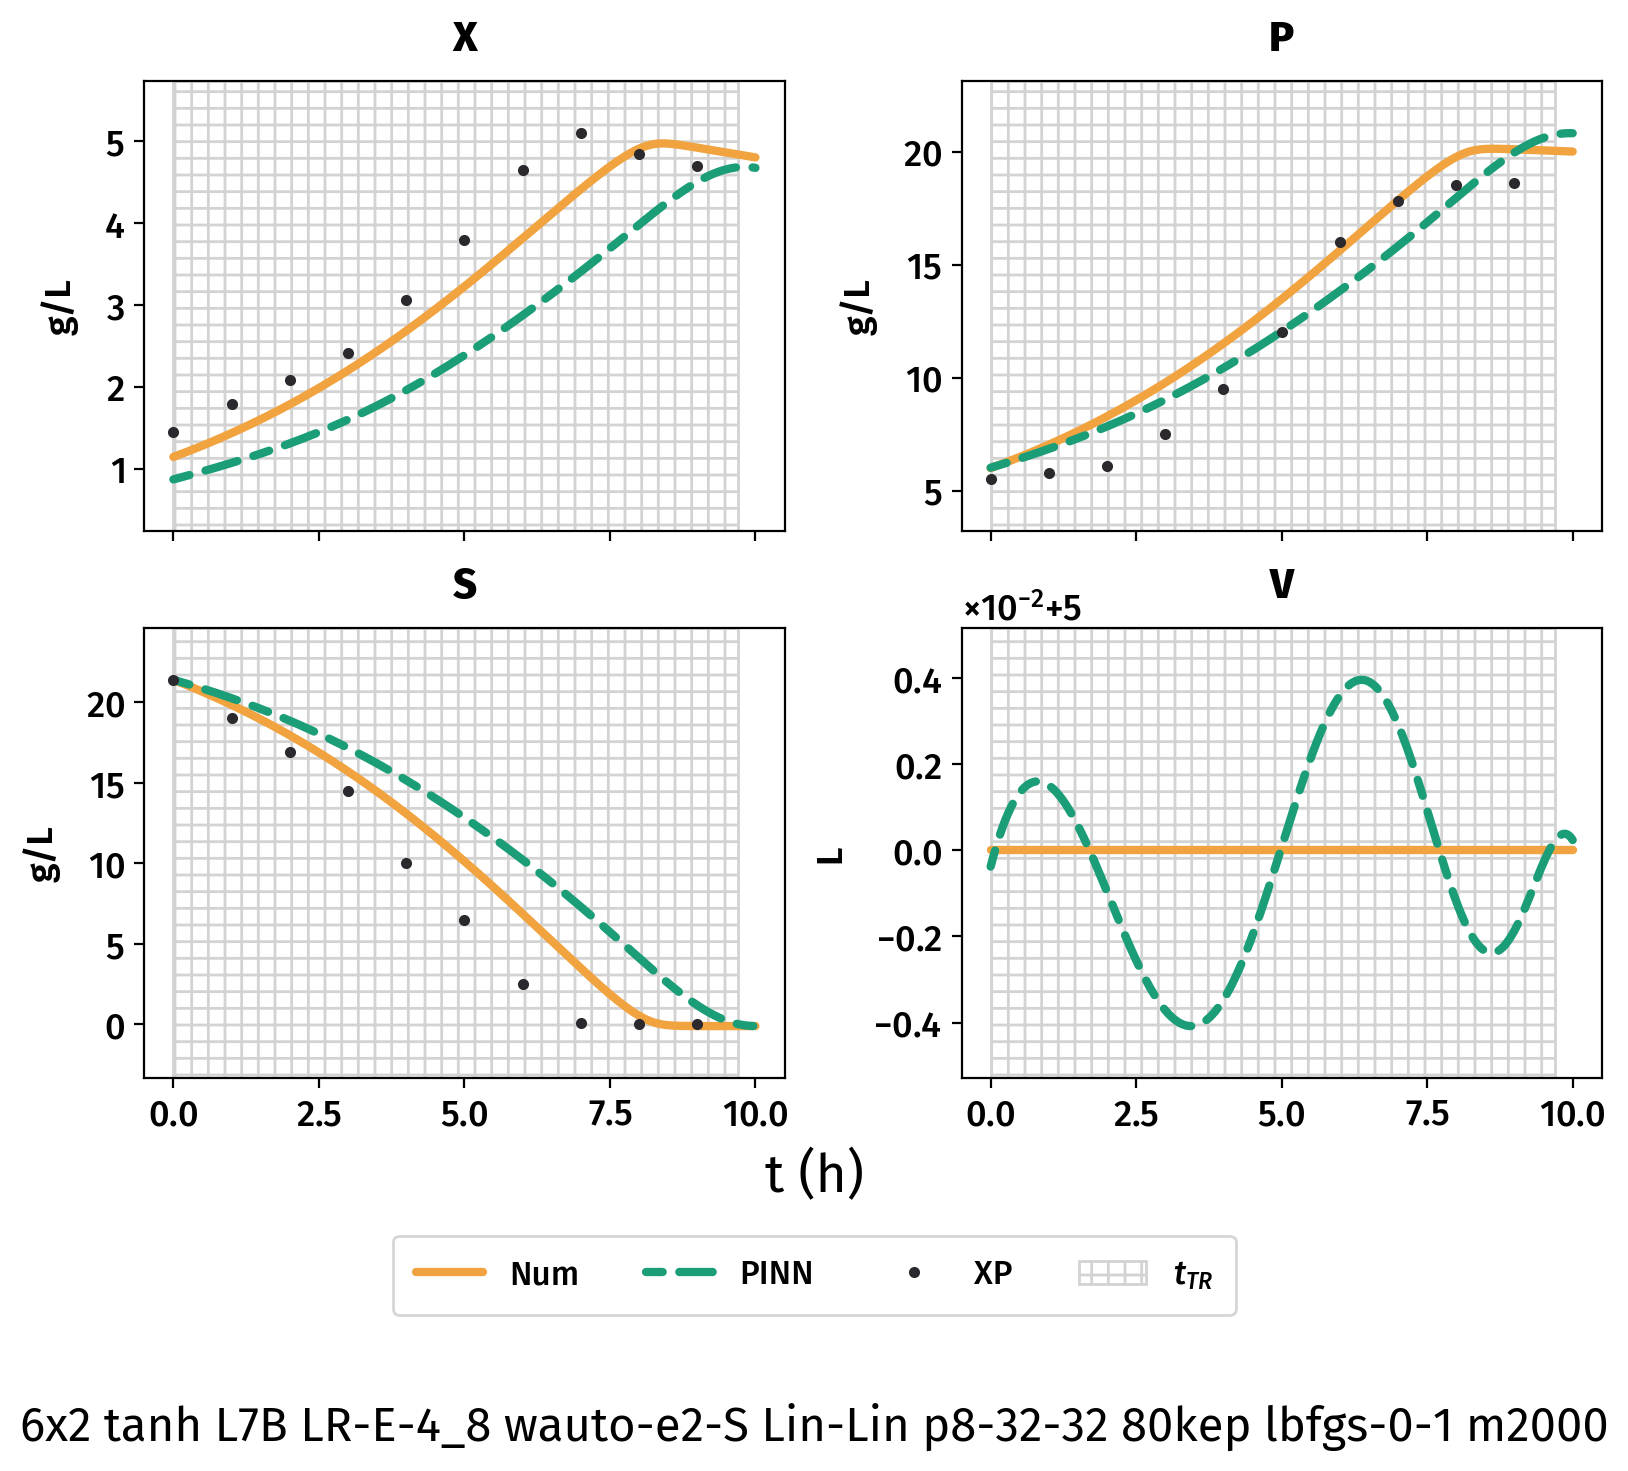 X
P
g/L
5
4
3
2
1
g/L
20
15
10
5
S
V
×10⁻²+5
g/L
20
15
10
5
0
L
0.4
0.2
0.0
−0.2
−0.4
0.0 2.5 5.0 7.5 10.0
0.0 2.5 5.0 7.5 10.0
t (h)
Num PINN XP t_TR
6x2 tanh L7B LR-E-4_8 wauto-e2-S Lin-Lin p8-32-32 80kep lbfgs-0-1 m2000